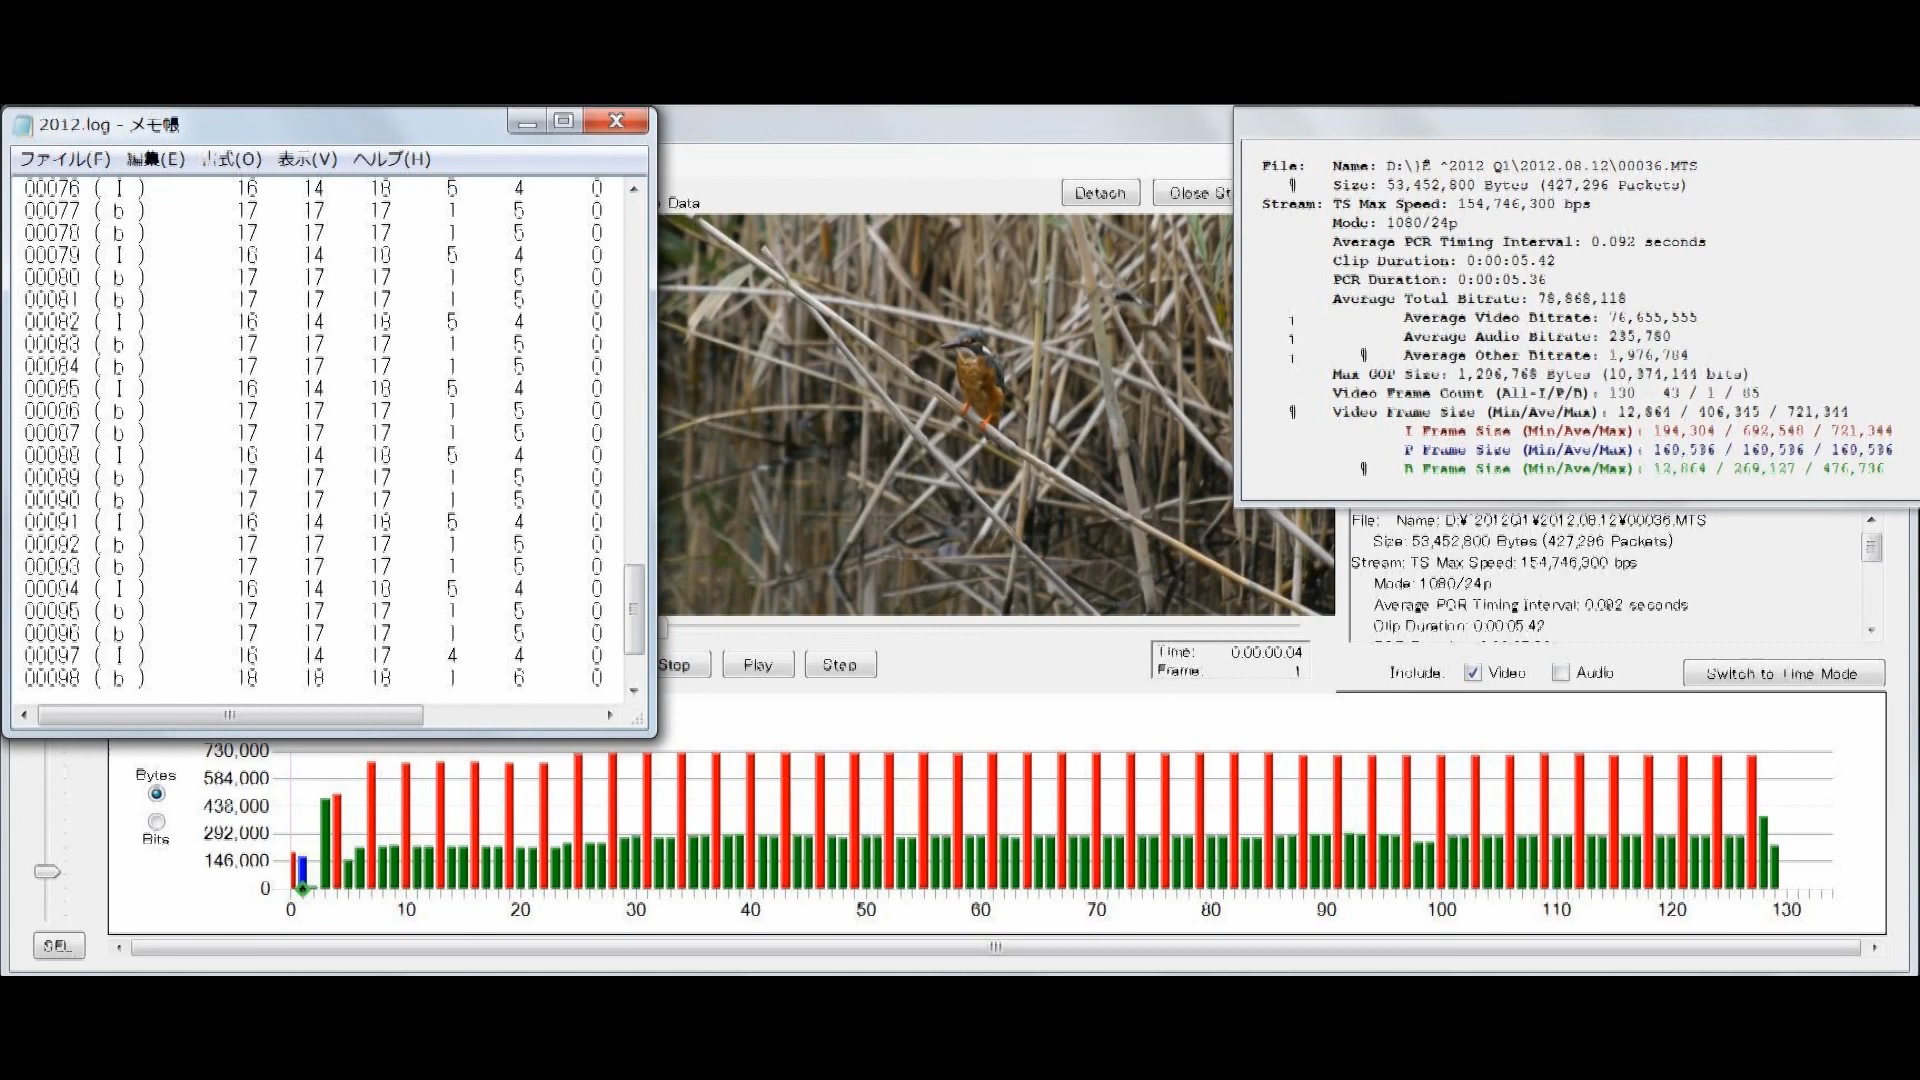 2012.log - メモ帳
ファイル(F) 編集(E) 式(O) 表示(V) ヘルプ(H)
00076 ( I ) 16 14 18 5 4 0
00077 ( b ) 17 17 17 1 5 0
00078 ( b ) 17 17 17 1 5 0
00079 ( I ) 16 14 18 5 4 0
00080 ( b ) 17 17 17 1 5 0
00081 ( b ) 17 17 17 1 5 0
00082 ( I ) 16 14 18 5 4 0
00083 ( b ) 17 17 17 1 5 0
00084 ( b ) 17 17 17 1 5 0
00085 ( I ) 16 14 18 5 4 0
00086 ( b ) 17 17 17 1 5 0
00087 ( b ) 17 17 17 1 5 0
00088 ( I ) 16 14 18 5 4 0
00089 ( b ) 17 17 17 1 5 0
00090 ( b ) 17 17 17 1 5 0
00091 ( I ) 16 14 18 5 4 0
00092 ( b ) 17 17 17 1 5 0
00093 ( b ) 17 17 17 1 5 0
00094 ( I ) 16 14 18 5 4 0
00095 ( b ) 17 17 17 1 5 0
00096 ( b ) 17 17 17 1 5 0
00097 ( I ) 16 14 17 4 4 0
00098 ( b ) 18 18 18 1 6 0
Data
Detach Close St
Stop Play Step
Time: 0:00:00.04
Frame: 1
File: Name: 2012 Q1\2012.08.12\00036.MTS
Size: 53,452,800 Bytes (427,296 Packets)
Stream: TS Max Speed: 154,746,300 bps
Mode: 1080/24p
Average PCR Timing Interval: 0.092 seconds
Clip Duration: 0:00:05.42
PCR Duration: 0:00:05.36
Average Total Bitrate: 78,868,118
Average Video Bitrate: 76,655,555
Average Audio Bitrate: 235,780
Average Other Bitrate: 1,976,784
Max GOP Size: 1,296,768 Bytes (10,374,144 bits)
Video Frame Count (All-I/P/B): 130 43 / 1 / 85
Video Frame Size (Min/Ave/Max): 12,864 / 406,345 / 721,344
I Frame Size (Min/Ave/Max): 194,304 / 692,548 / 721,344
P Frame Size (Min/Ave/Max): 160,536 / 160,536 / 160,536
B Frame Size (Min/Ave/Max): 12,864 / 269,127 / 476,736
File: Name: D:¥ 2012Q1¥2012.08.12¥00036.MTS
Size: 53,452,800 Bytes (427,296 Packets)
Stream: TS Max Speed: 154,746,300 bps
Mode: 1080/24p
Average PCR Timing Interval: 0.092 seconds
Clip Duration: 0:00:05.42
Include: Video Audio Switch to Time Mode
Bytes
Bits
730,000
584,000
438,000
292,000
146,000
0
0 10 20 30 40 50 60 70 80 90 100 110 120 130
SEL